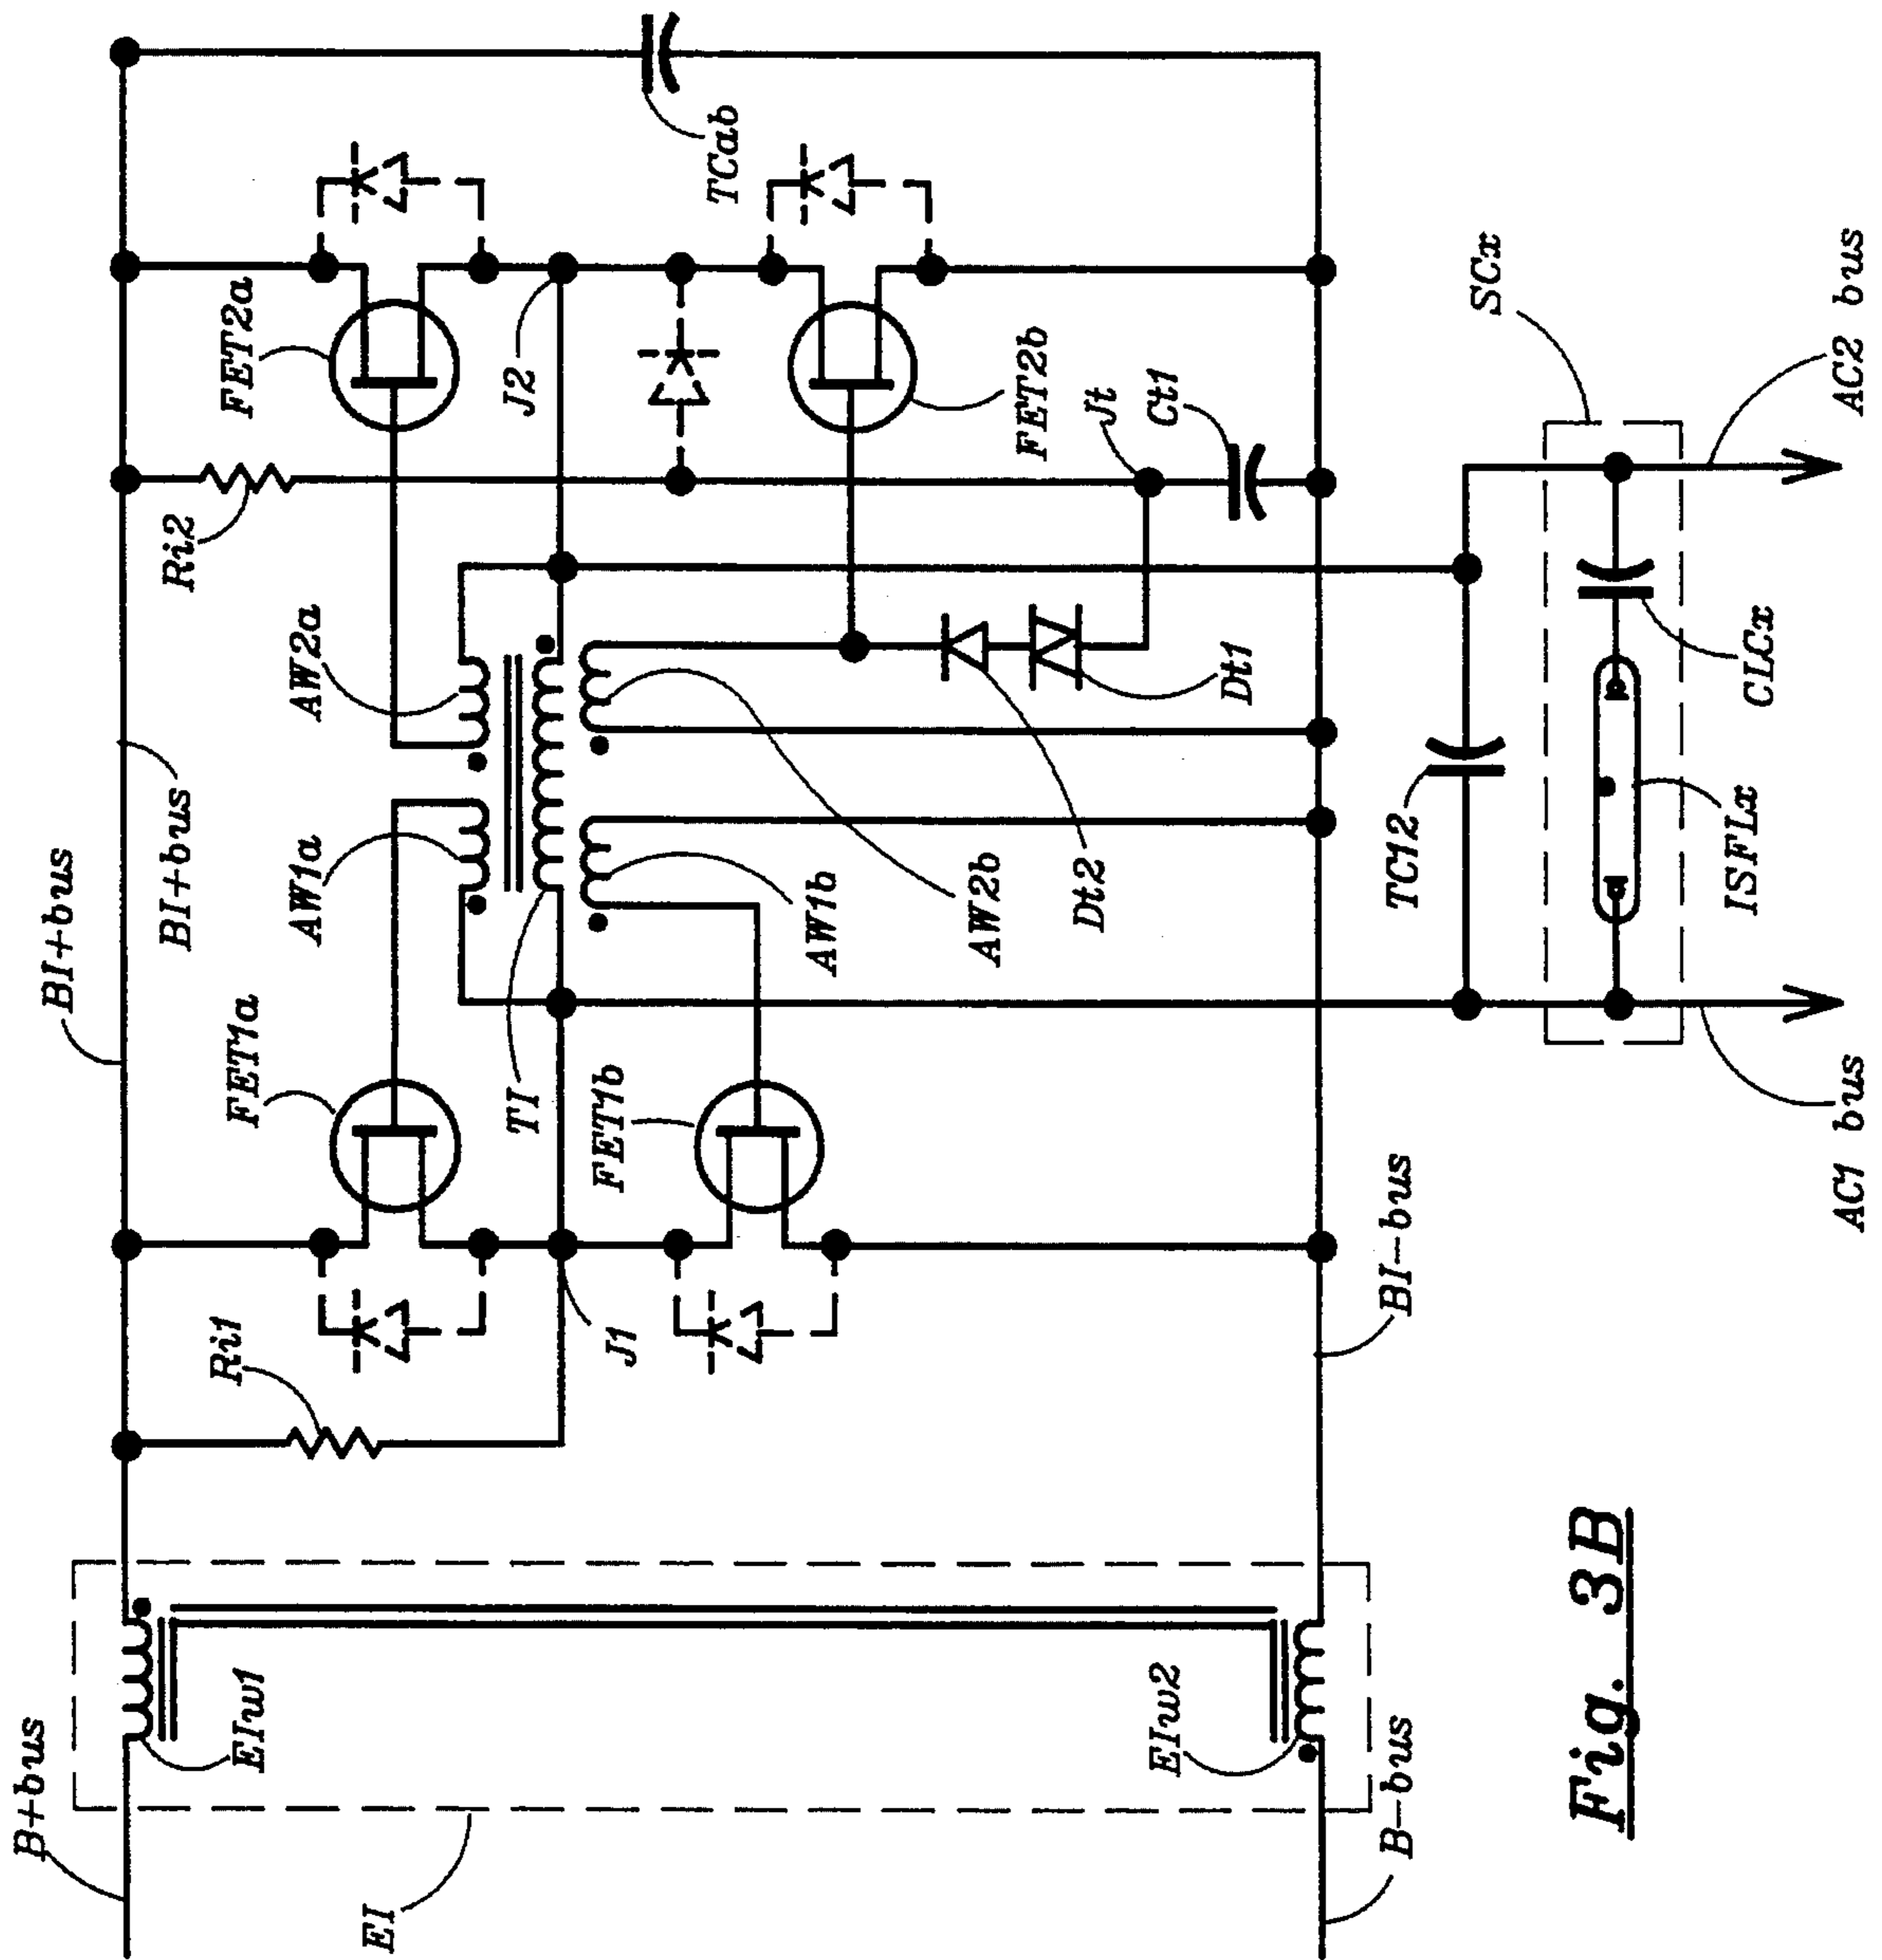 B+bus
BI+bus
BI+bus
Ri2
EIw1
Ri1
FET1a
FET2a
AW1a
AW2a
EI
TI
J2
FET1b
J1
TCab
AW1b
AW2b
FET2b
Dt2
Jt
EIw2
Ct1
Dt1
B-bus
BI-bus
TC12
SCx
Fig. 3B
ISFLx
CLCx
AC1 bus
AC2 bus